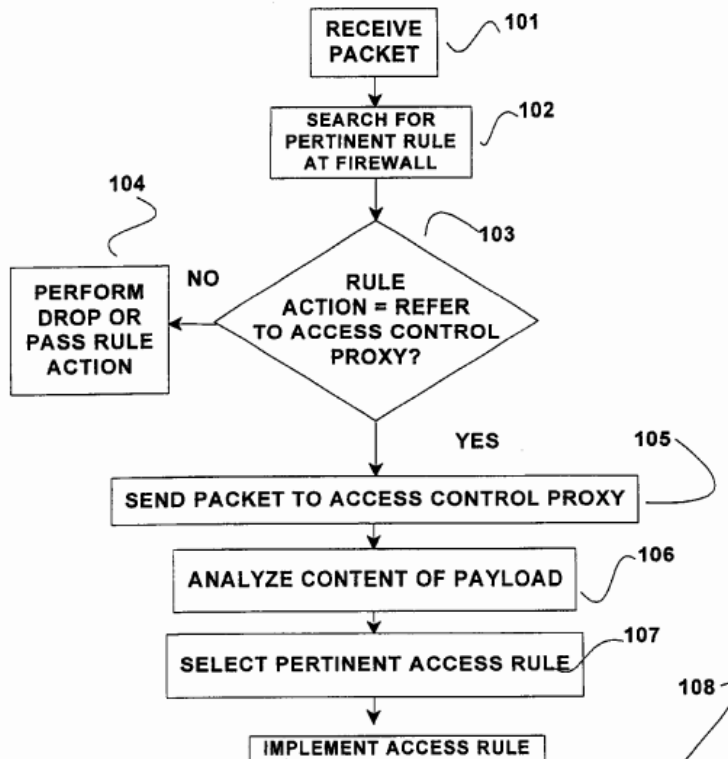 RECEIVE
PACKET
101
SEARCH FOR
PERTINENT RULE
AT FIREWALL
102
104
103
PERFORM
DROP OR
PASS RULE
ACTION
NO
RULE
ACTION = REFER
TO ACCESS CONTROL
PROXY?
YES
105
SEND PACKET TO ACCESS CONTROL PROXY
ANALYZE CONTENT OF PAYLOAD
106
SELECT PERTINENT ACCESS RULE
107
108
IMPLEMENT ACCESS RULE